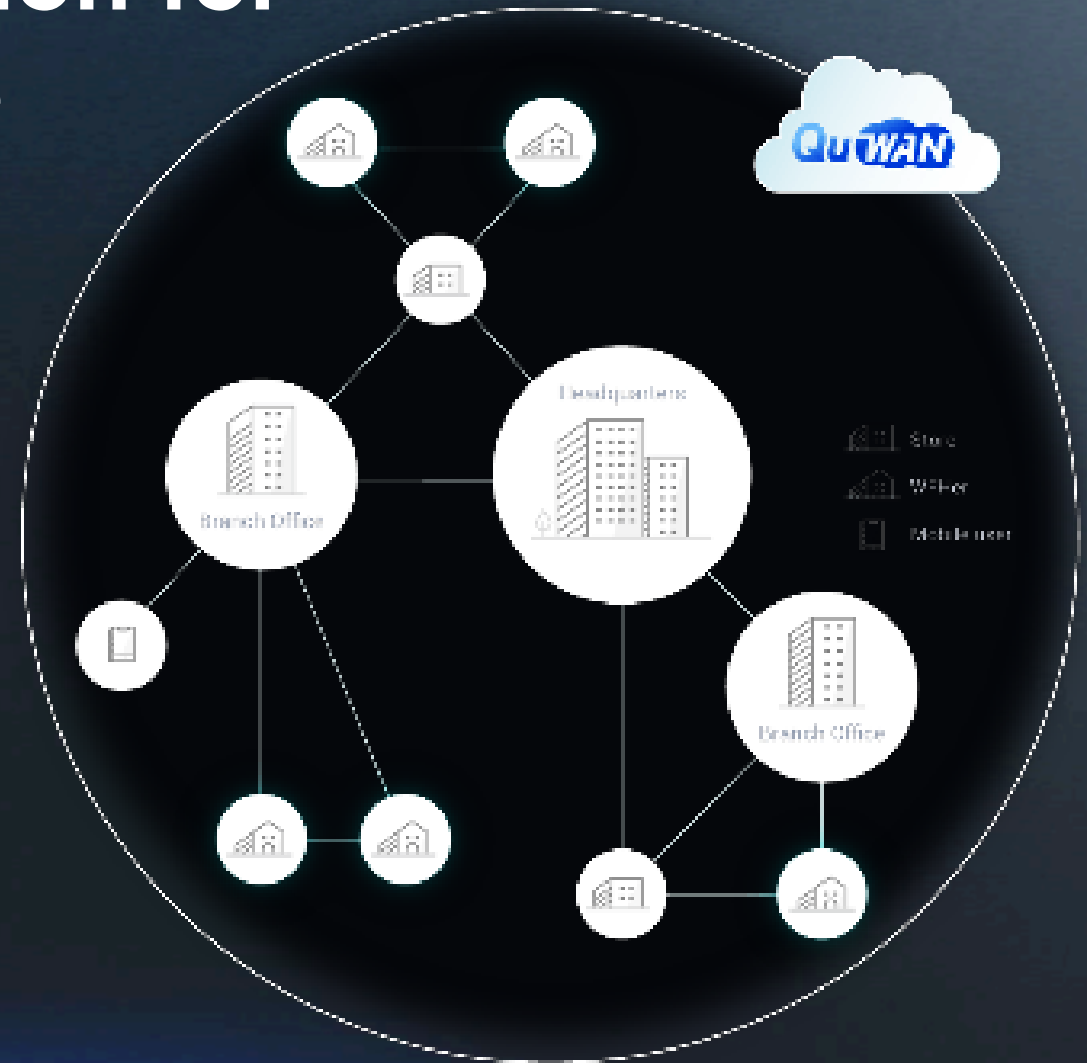 QuWAN
Headquarters
Store
Branch Office
Mobile user
Branch Office